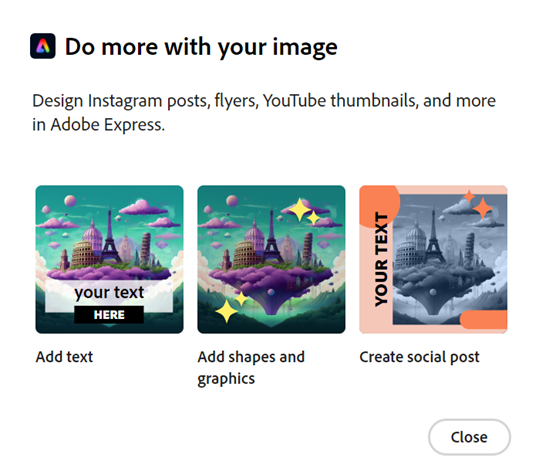 Do more with your image
Design Instagram posts, flyers, YouTube thumbnails, and more
in Adobe Express.
your text
HERE
YOUR TEXT
Add text
Add shapes and
graphics
Create social post
Close